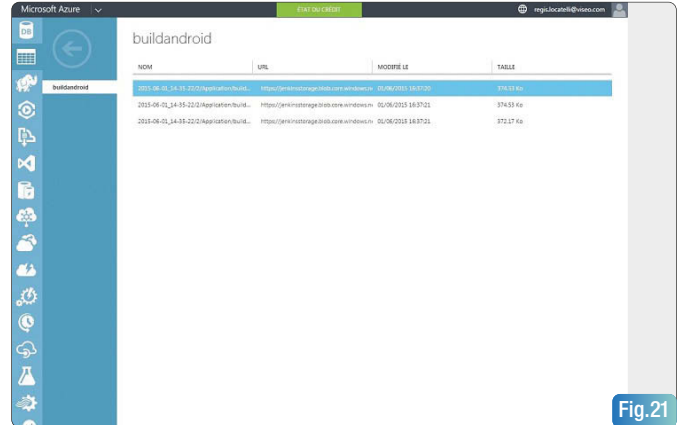 Microsoft Azure
ÉTAT DU CRÉDIT
regis.locatelli@viseo.com
DB
buildandroid
NOM URL MODIFIÉ LE TAILLE
buildandroid
2015-06-01_14-35-22/2/Application/build... https://jenkinsstorage.blob.core.windows.n 01/06/2015 16:37:20 374.53 Ko
2015-06-01_14-35-22/2/Application/build... https://jenkinsstorage.blob.core.windows.n 01/06/2015 16:37:21 374.53 Ko
2015-06-01_14-35-22/2/Application/build... https://jenkinsstorage.blob.core.windows.n 01/06/2015 16:37:21 372.17 Ko
Fig.21